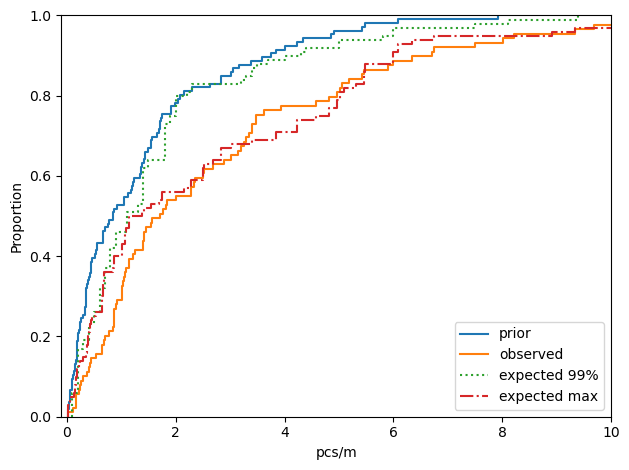 1.0
0.8
0.6
0.4
0.2
0.0
Proportion
0
2
4
6
8
10
pcs/m
prior
observed
expected 99%
expected max